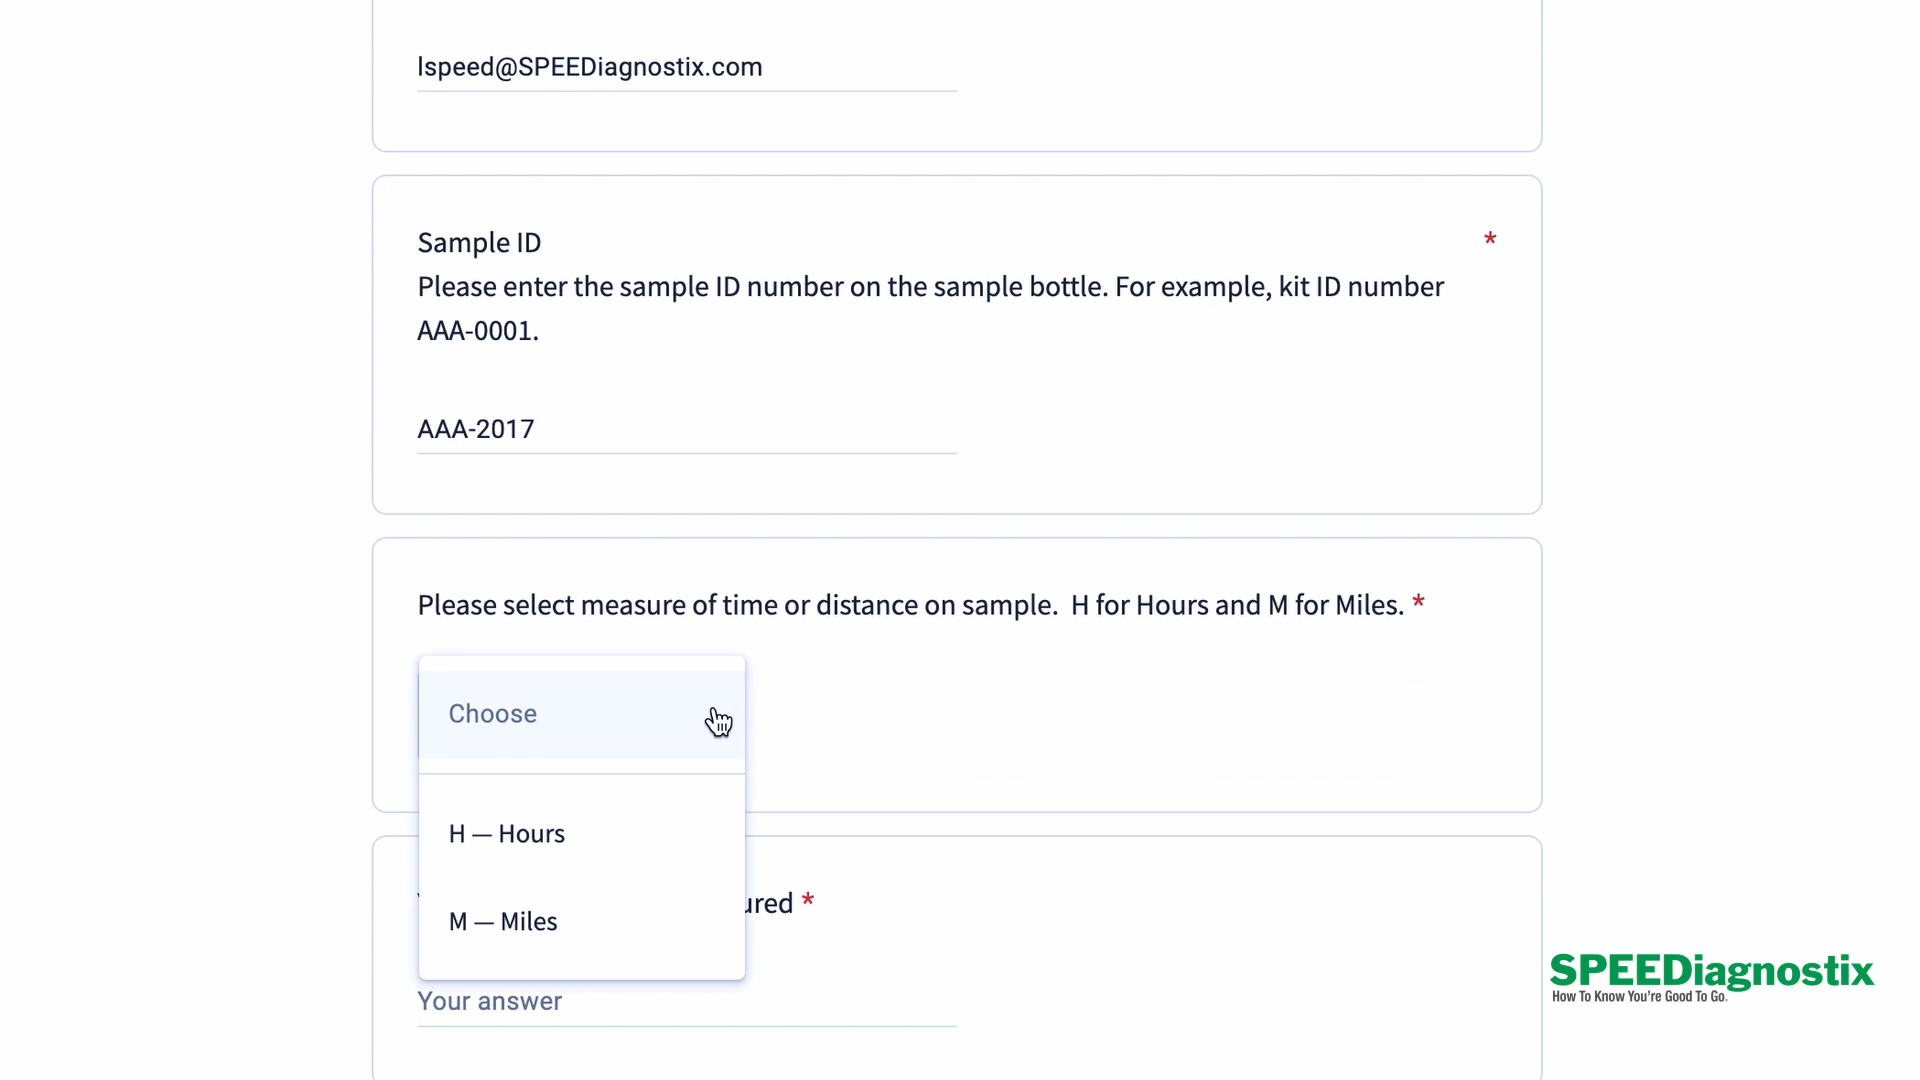 lspeed@SPEEDiagnostix.com
Sample ID *
Please enter the sample ID number on the sample bottle. For example, kit ID number
AAA-0001.
AAA-2017
Please select measure of time or distance on sample. H for Hours and M for Miles. *
Choose
H — Hours
M — Miles
*
Your answer
SPEEDiagnostix
How To Know You're Good To Go.